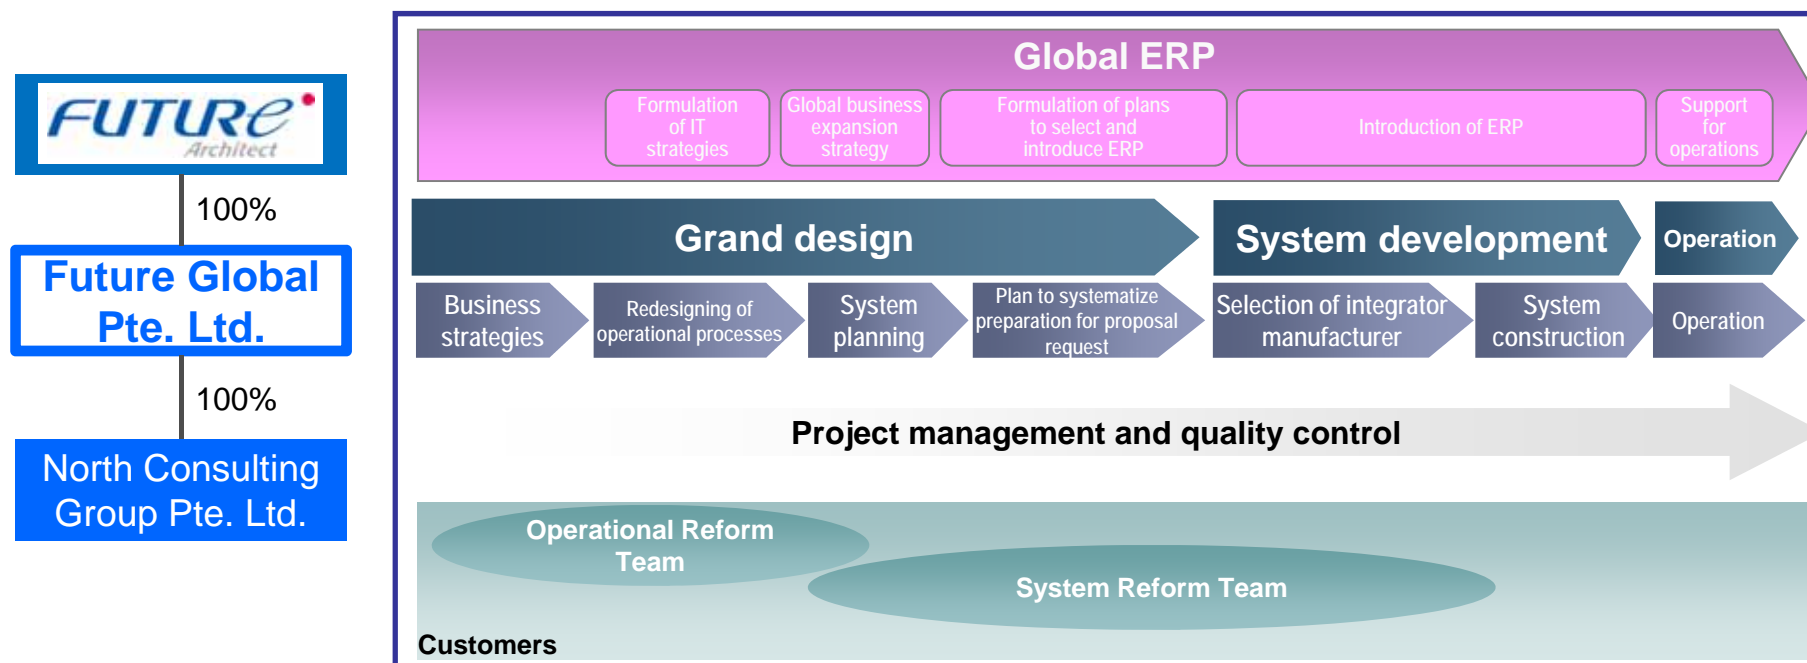 FUTURe
Architect
100%
Future Global
Pte. Ltd.
100%
North Consulting
Group Pte. Ltd.
Global ERP
Formulation
of IT
strategies
Global business
expansion
strategy
Formulation of plans
to select and
introduce ERP
Introduction of ERP
Support
for
operations
Grand design
System development
Operation
Business
strategies
Redesigning of
operational processes
System
planning
Plan to systematize
preparation for proposal
request
Selection of integrator
manufacturer
System
construction
Operation
Project management and quality control
Operational Reform
Team
System Reform Team
Customers